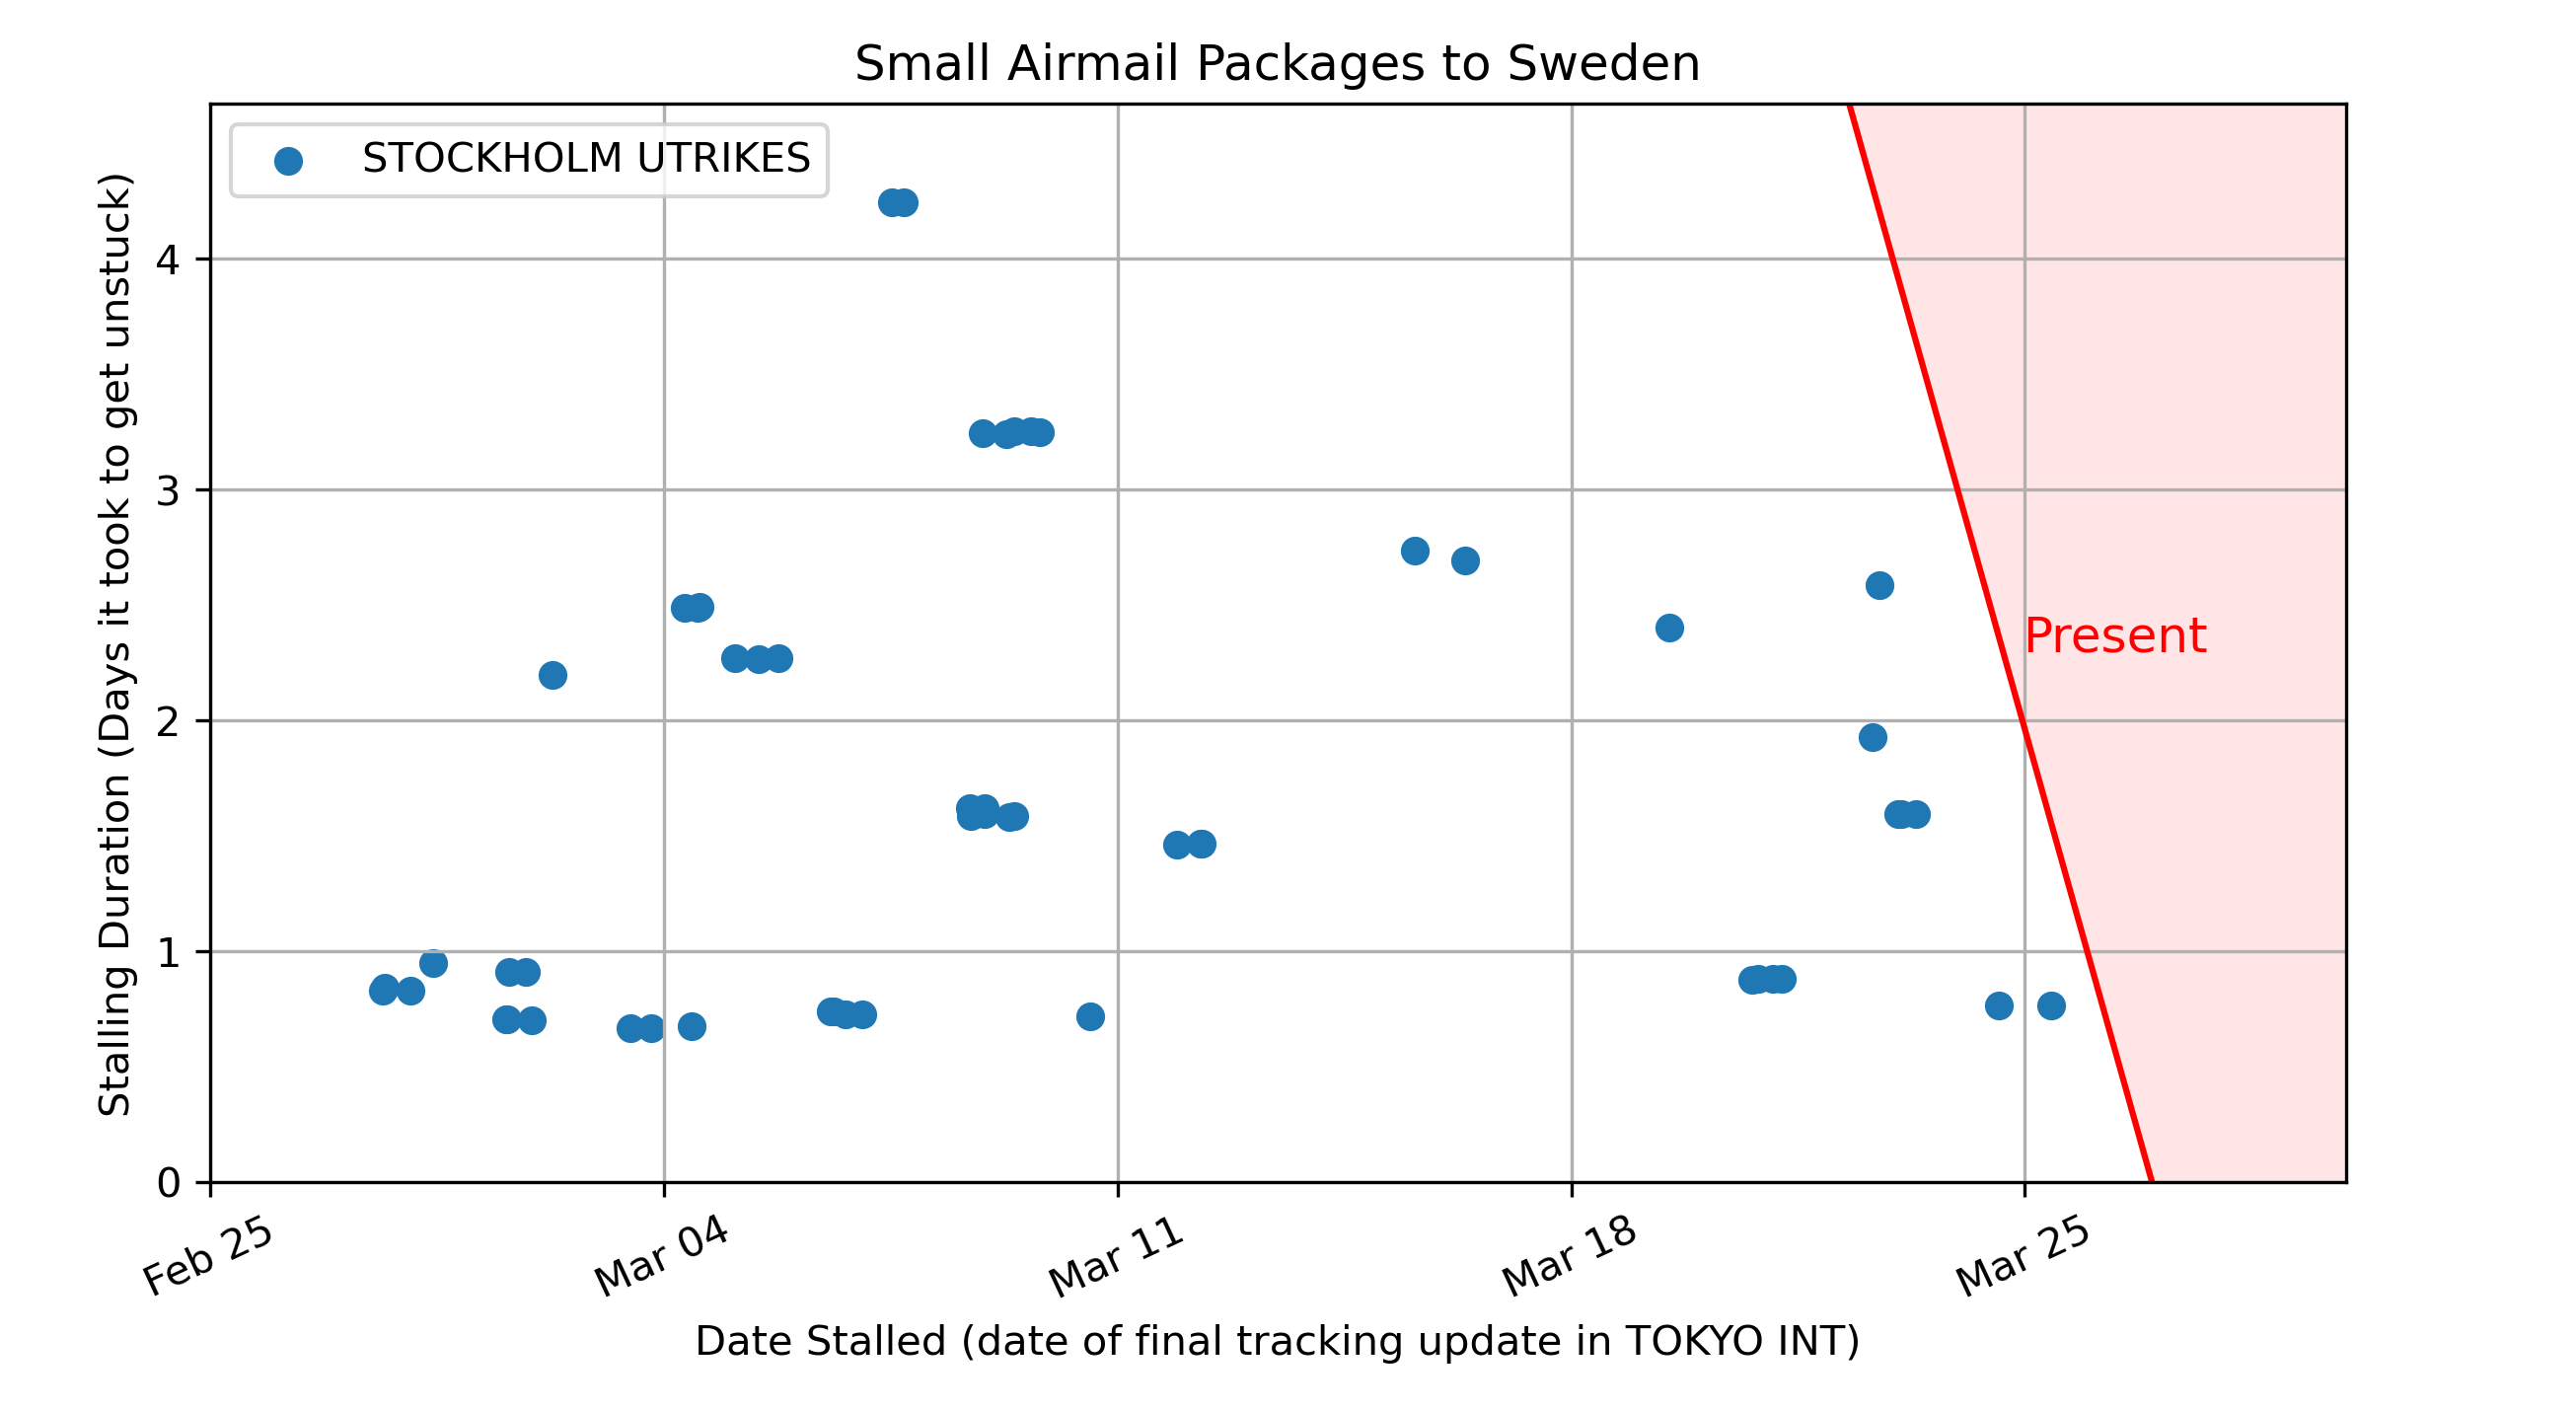 Small Airmail Packages to Sweden
STOCKHOLM UTRIKES
Stalling Duration (Days it took to get unstuck)
4
3
2
1
0
Present
Feb 25
Mar 04
Mar 11
Mar 18
Mar 25
Date Stalled (date of final tracking update in TOKYO INT)